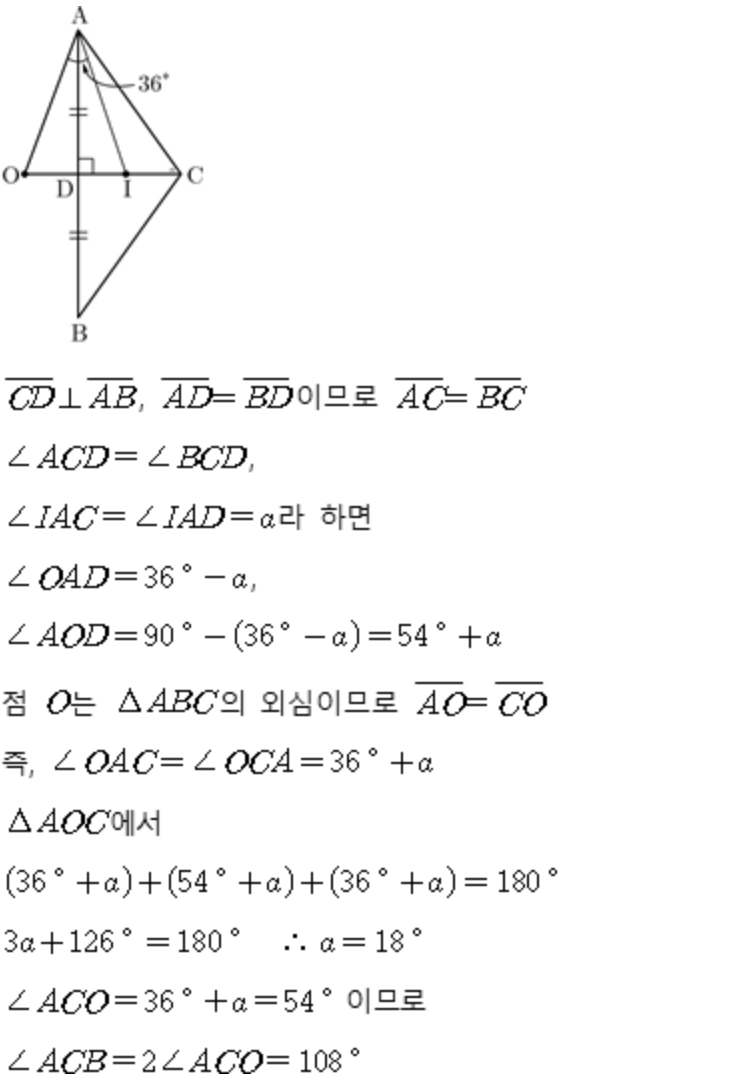 A
36°
O
D
I
C
B
CD⊥AB, AD=BD이므로 AC=BC
∠ACD=∠BCD,
∠IAC=∠IAD=a라 하면
∠OAD=36°-a,
∠AOD=90°-(36°-a)=54°+a
점 O는 △ABC의 외심이므로 AO=CO
즉, ∠OAC=∠OCA=36°+a
△AOC에서
(36°+a)+(54°+a)+(36°+a)=180°
3a+126°=180° ∴ a=18°
∠ACO=36°+a=54°이므로
∠ACB=2∠ACO=108°